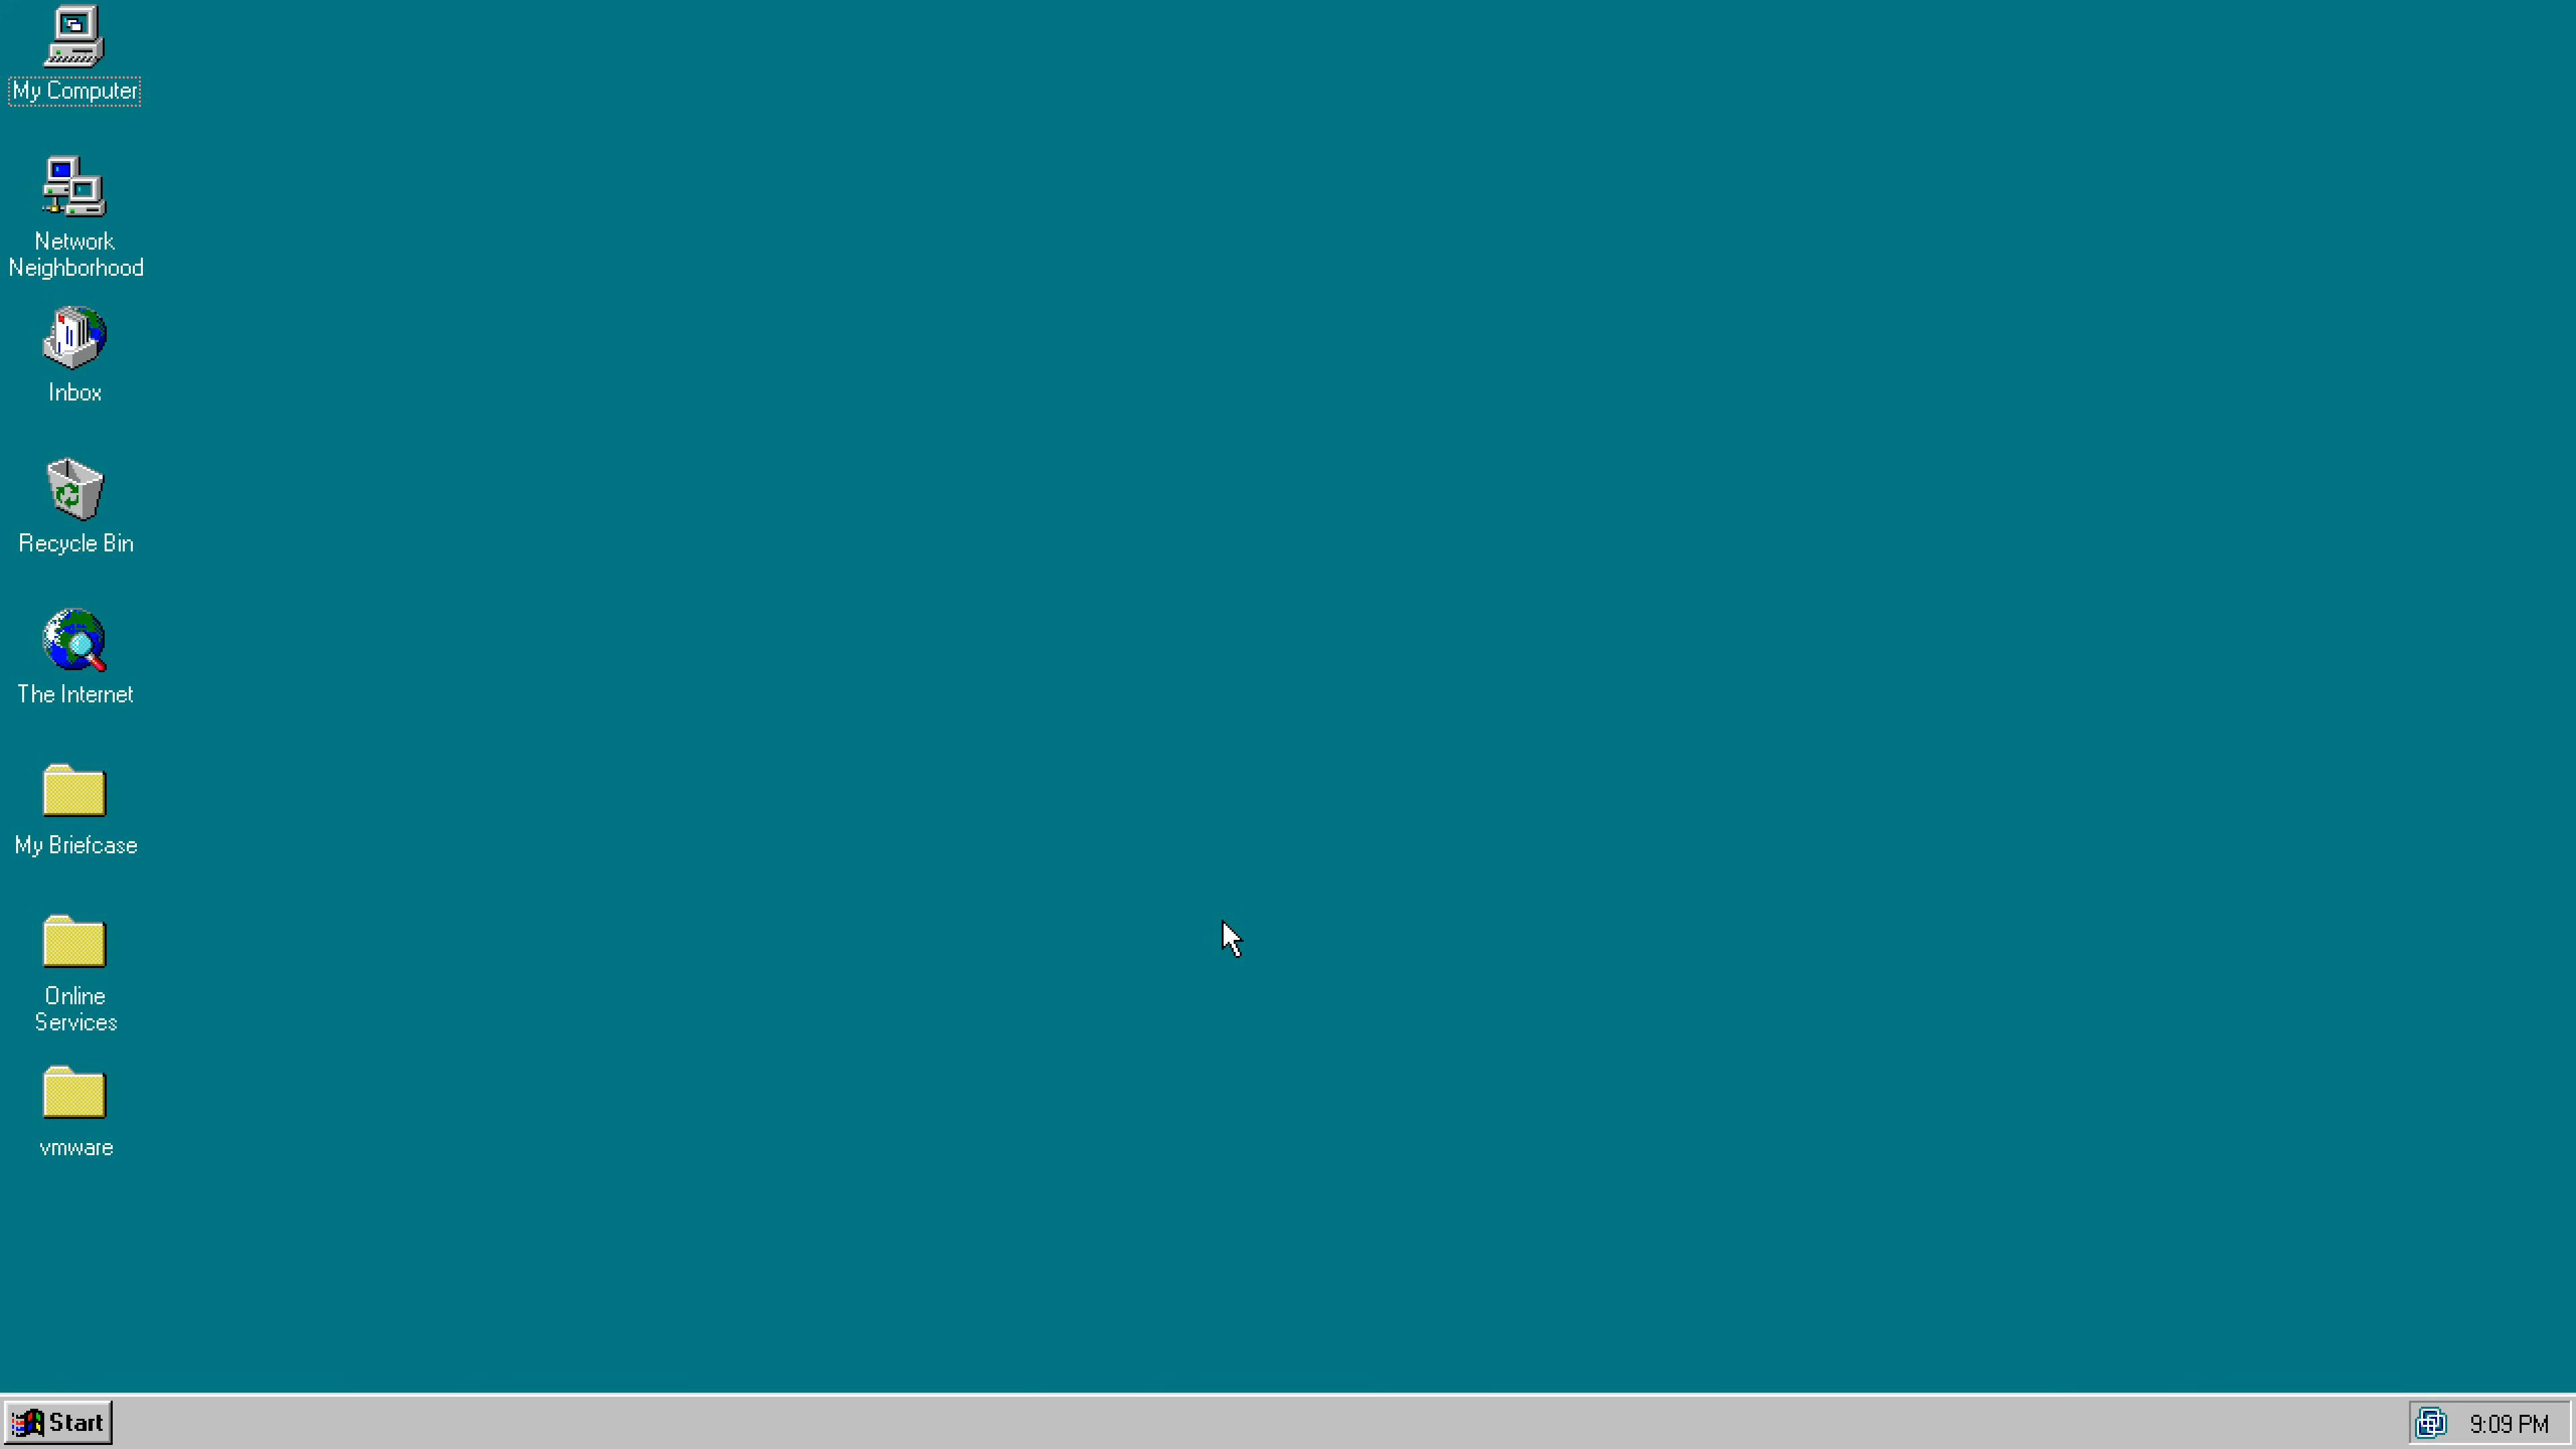 My Computer
Network
Neighborhood
Inbox
Recycle Bin
The Internet
My Briefcase
Online
Services
vmware
Start
9:09 PM